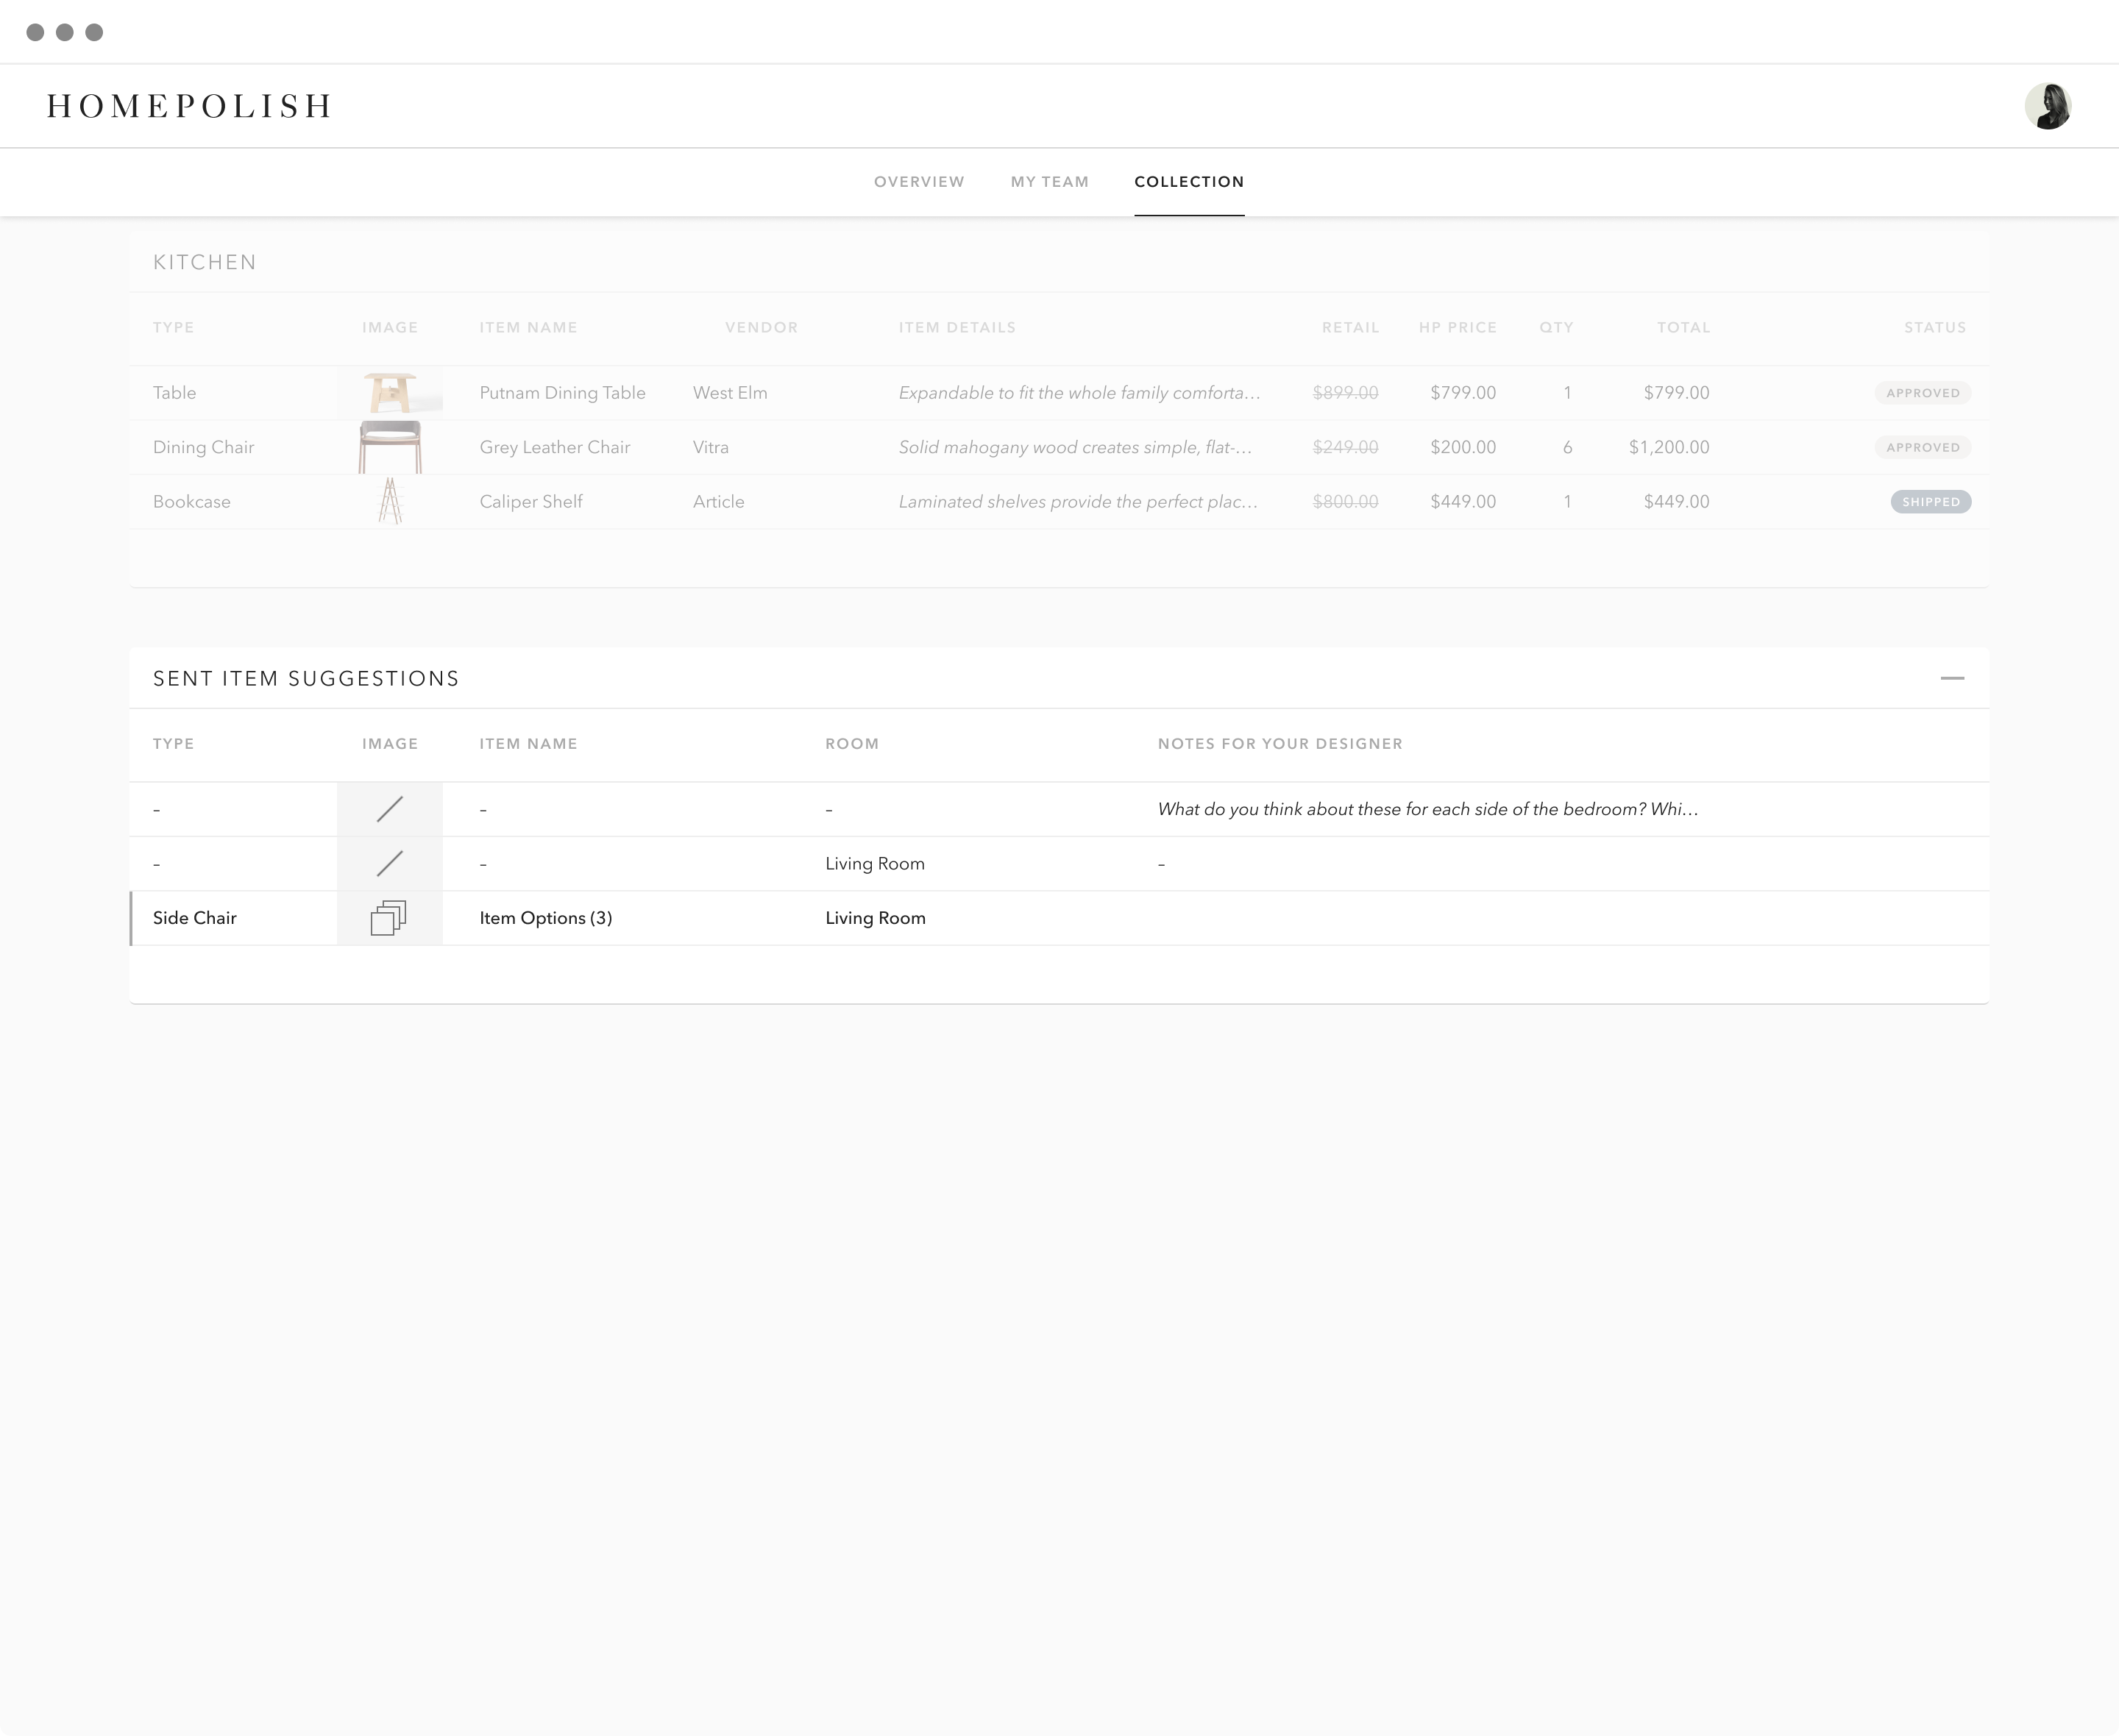 HOMEPOLISH
OVERVIEW MY TEAM COLLECTION
KITCHEN
TYPE IMAGE ITEM NAME VENDOR ITEM DETAILS RETAIL HP PRICE QTY TOTAL STATUS
Table Putnam Dining Table West Elm Expandable to fit the whole family comforta... $899.00 $799.00 1 $799.00 APPROVED
Dining Chair Grey Leather Chair Vitra Solid mahogany wood creates simple, flat-... $249.00 $200.00 6 $1,200.00 APPROVED
Bookcase Caliper Shelf Article Laminated shelves provide the perfect plac... $800.00 $449.00 1 $449.00 SHIPPED
SENT ITEM SUGGESTIONS
TYPE IMAGE ITEM NAME ROOM NOTES FOR YOUR DESIGNER
– – – What do you think about these for each side of the bedroom? Whi...
– – Living Room –
Side Chair Item Options (3) Living Room